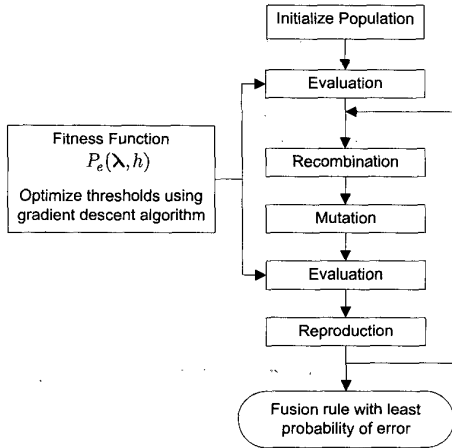 Initialize Population
Evaluation
Fitness Function
P_e(λ, h)
Optimize thresholds using
gradient descent algorithm
Recombination
Mutation
Evaluation
Reproduction
Fusion rule with least
probability of error